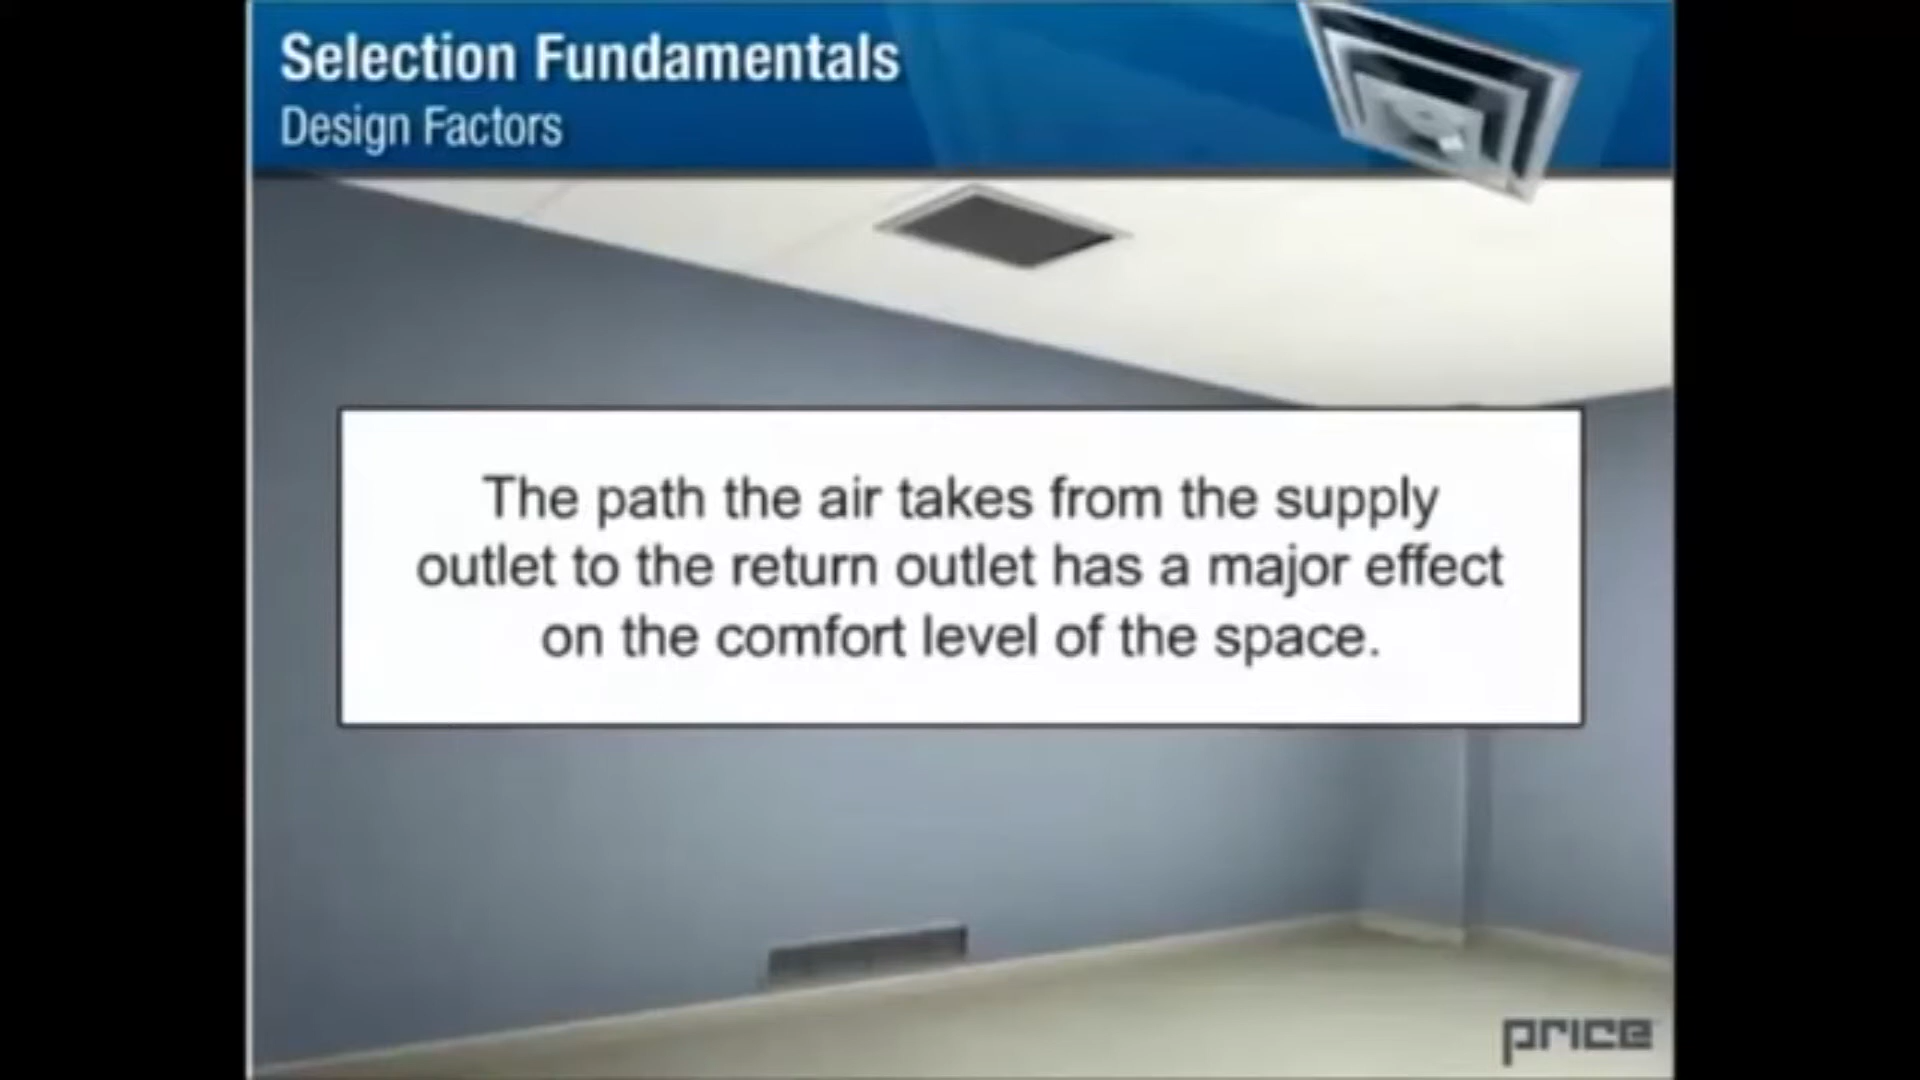 Selection Fundamentals
Design Factors
The path the air takes from the supply
outlet to the return outlet has a major effect
on the comfort level of the space.
price